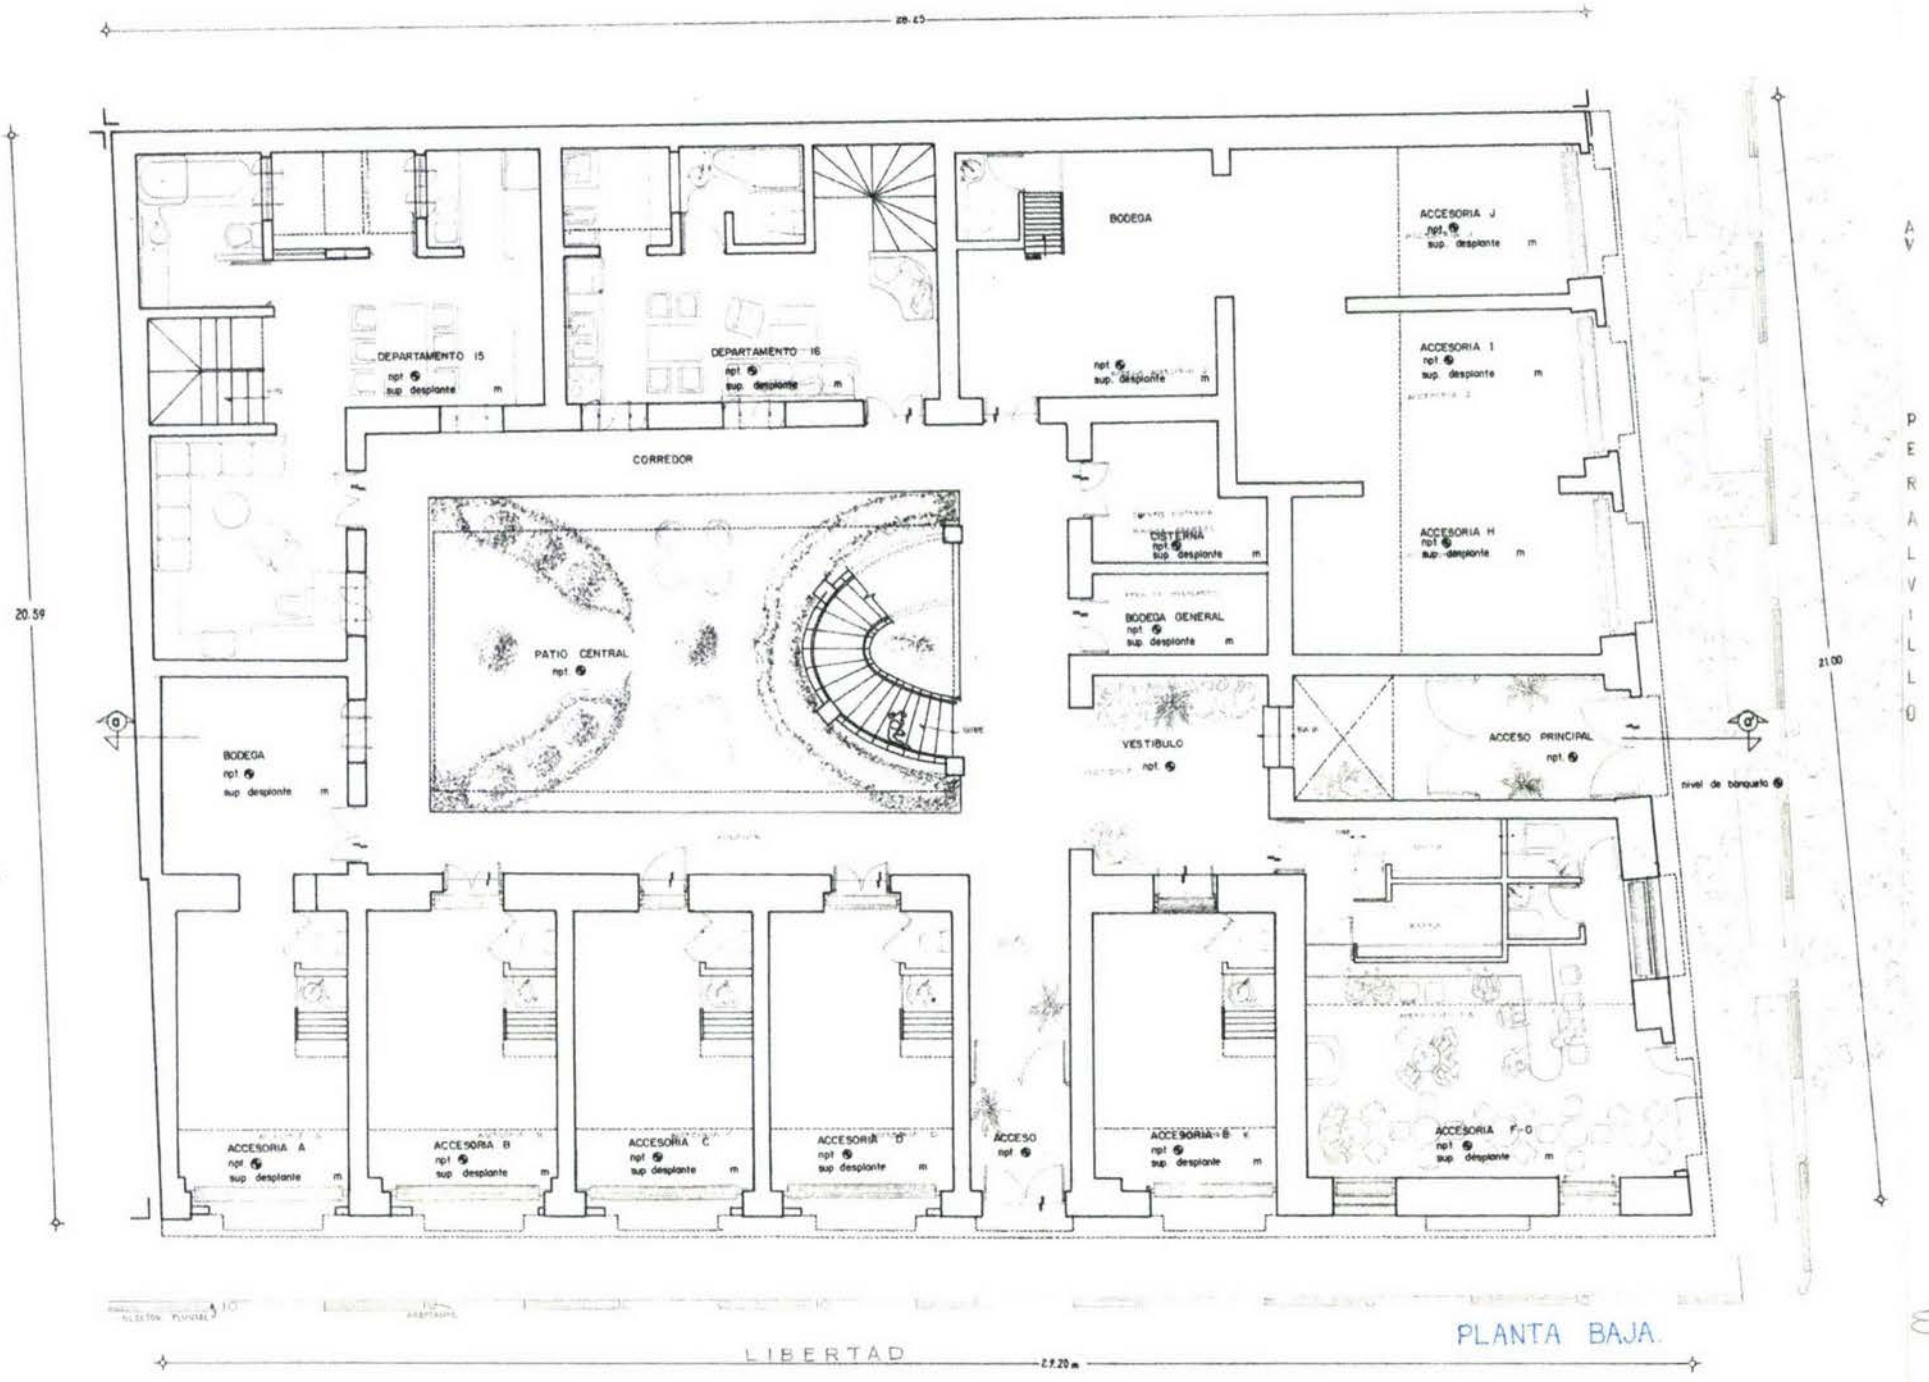 28.25
20.59
21.00
AV PERALVILLO
BODEGA
npt.
sup. desplante m
ACCESORIA J
npt.
sup. desplante m
ACCESORIA I
npt
sup. desplante m
DEPARTAMENTO 15
npt
sup desplante m
DEPARTAMENTO 16
npt
sup. desplante m
CORREDOR
CISTERNA
npt.
sup desplante m
ACCESORIA H
npt
sup. desplante m
BODEGA GENERAL
npt
sup desplante m
PATIO CENTRAL
npt.
SUBE
a
BODEGA
npt
sup desplante m
VESTIBULO
npt.
ACCESO PRINCIPAL
npt.
a'
nivel de banqueta
ACCESORIA A
npt.
sup desplante m
ACCESORIA B
npt
sup. desplante m
ACCESORIA C
npt
sup desplante m
ACCESORIA D
npt
sup desplante m
ACCESO
npt
ACCESORIA B E
npt
sup. desplante m
ACCESORIA F-G
npt
sup. desplante m
PLANTA BAJA.
LIBERTAD
29.20 m